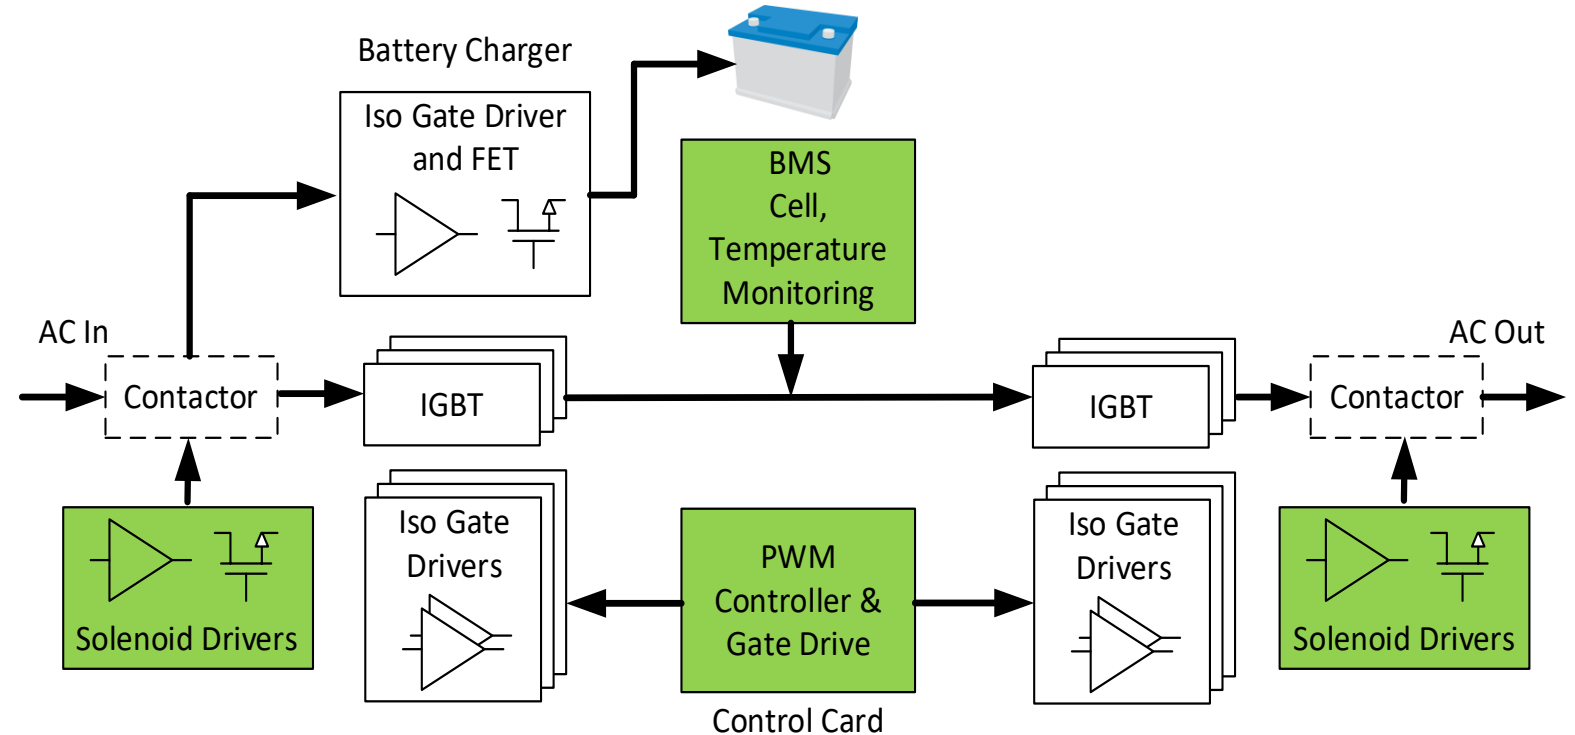 Battery Charger
Iso Gate Driver
and FET
BMS
Cell,
Temperature
Monitoring
AC In
Contactor
IGBT
IGBT
AC Out
Contactor
Solenoid Drivers
Iso Gate
Drivers
PWM
Controller &
Gate Drive
Control Card
Iso Gate
Drivers
Solenoid Drivers